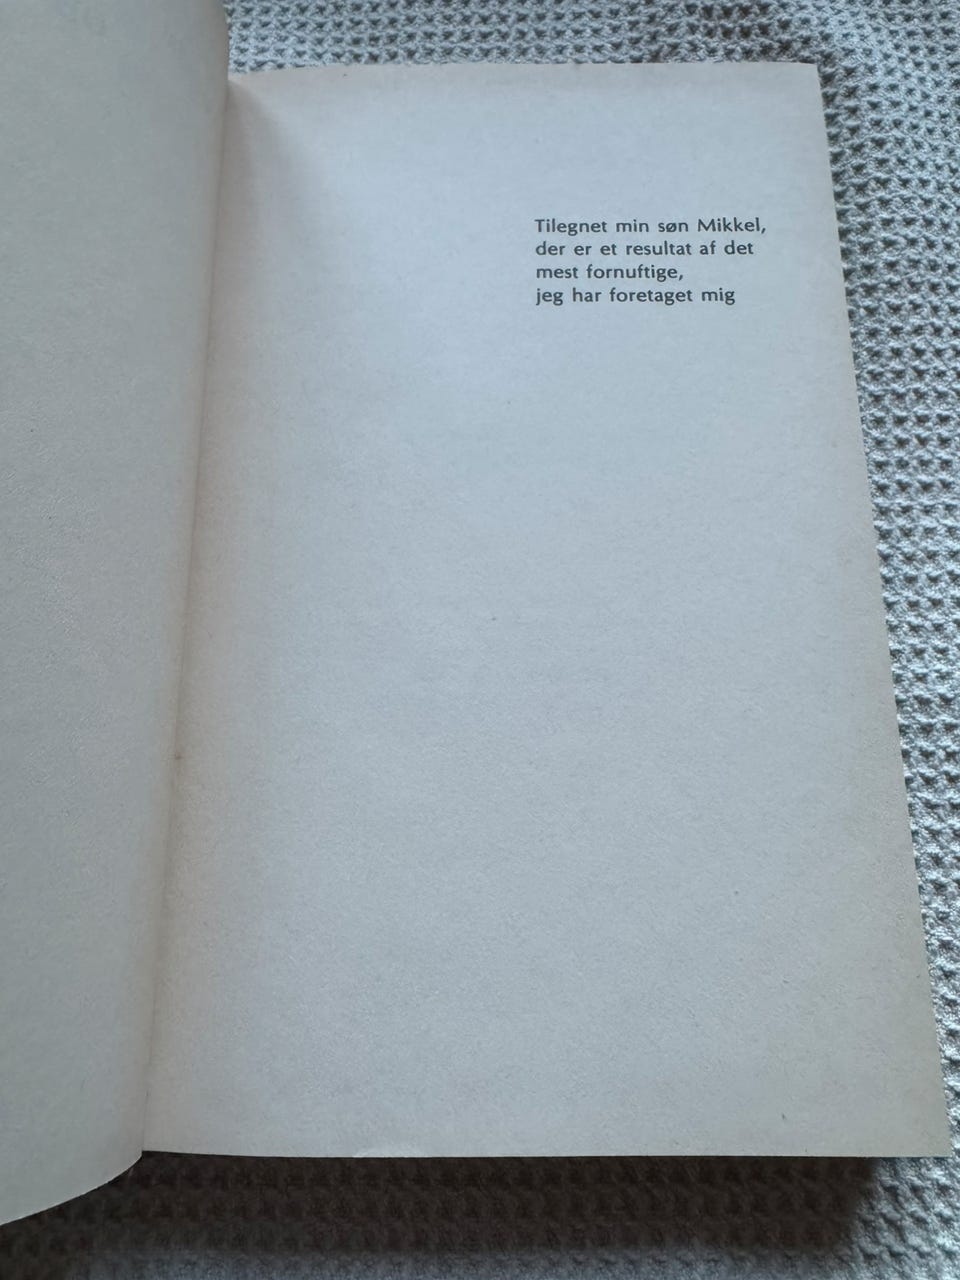 Tilegnet min søn Mikkel,
der er et resultat af det
mest fornuftige,
jeg har foretaget mig